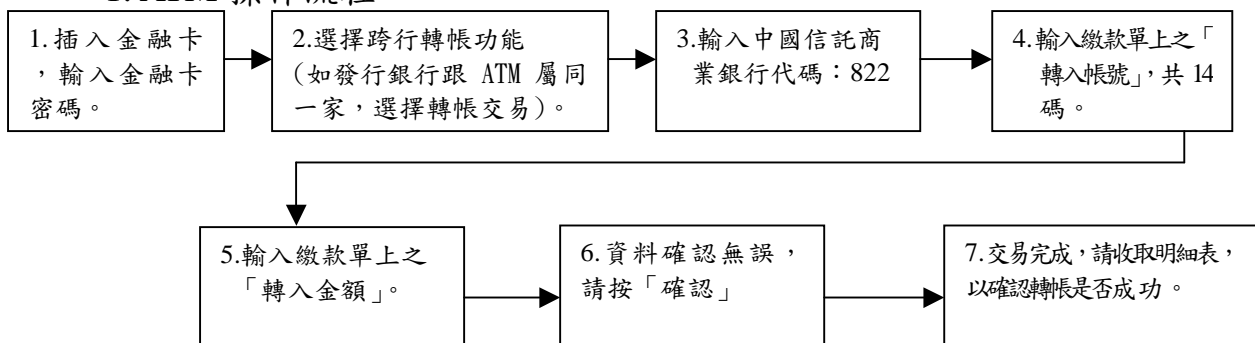 1.插入金融卡
，輸入金融卡
密碼。
2.選擇跨行轉帳功能
(如發行銀行跟 ATM 屬同
一家，選擇轉帳交易)。
3.輸入中國信託商
業銀行代碼：822
4.輸入繳款單上之「
轉入帳號」，共 14
碼。
5.輸入繳款單上之
「轉入金額」。
6.資料確認無誤，
請按「確認」
7.交易完成，請收取明細表，
以確認轉帳是否成功。